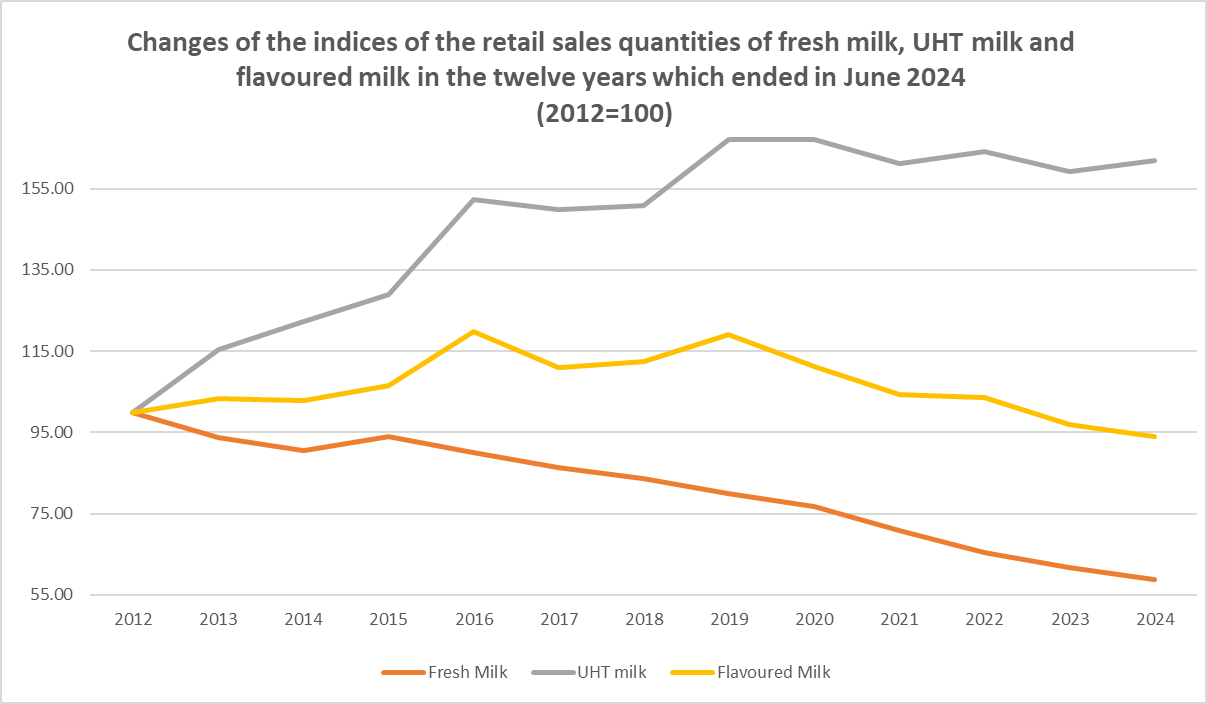 Changes of the indices of the retail sales quantities of fresh milk, UHT milk and
flavoured milk in the twelve years which ended in June 2024
(2012=100)
155.00
135.00
115.00
95.00
75.00
55.00
2012 2013 2014 2015 2016 2017 2018 2019 2020 2021 2022 2023 2024
Fresh Milk UHT milk Flavoured Milk